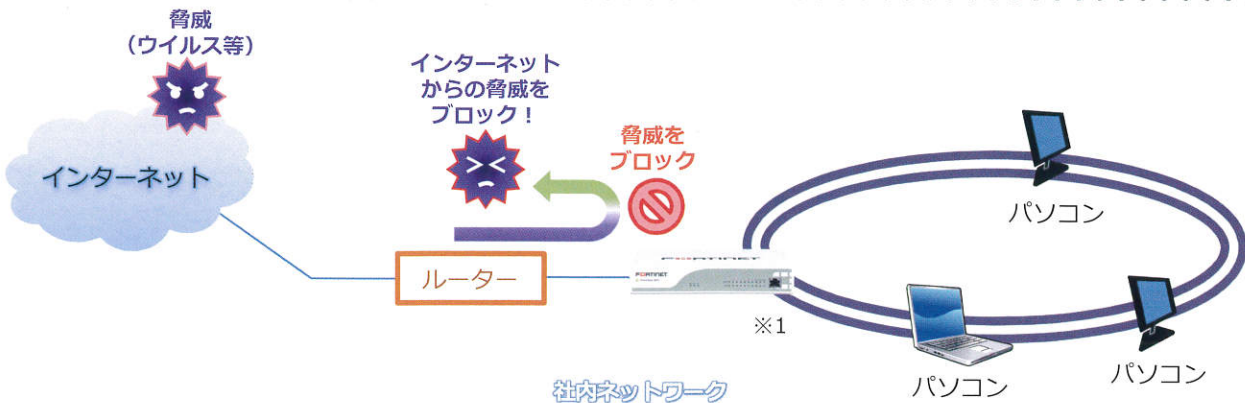 脅威
（ウイルス等）
インターネット
からの脅威を
ブロック！
脅威を
ブロック
インターネット
パソコン
ルーター
FORTINET
FORTINET
※1
パソコン
パソコン
社内ネットワーク